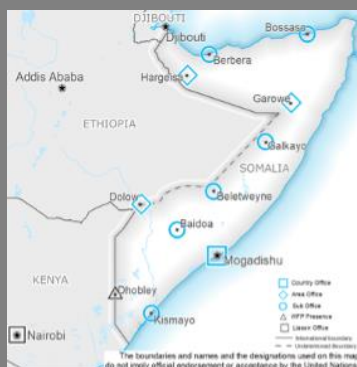 DJIBOUTI
Djibouti
Bossaso
Berbera
Addis Ababa
Hargeisa
Garowe
ETHIOPIA
Galkayo
SOMALIA
Dolow
Beletweyne
Baidoa
Mogadishu
KENYA
Country Office
Area Office
Sub Office
Dhobley
WFP Presence
Liaison Office
Kismayo
Nairobi
International boundary
Undetermined Boundary
The boundaries and names and the designations used on this map
do not imply official endorsement or acceptance by the United Nations